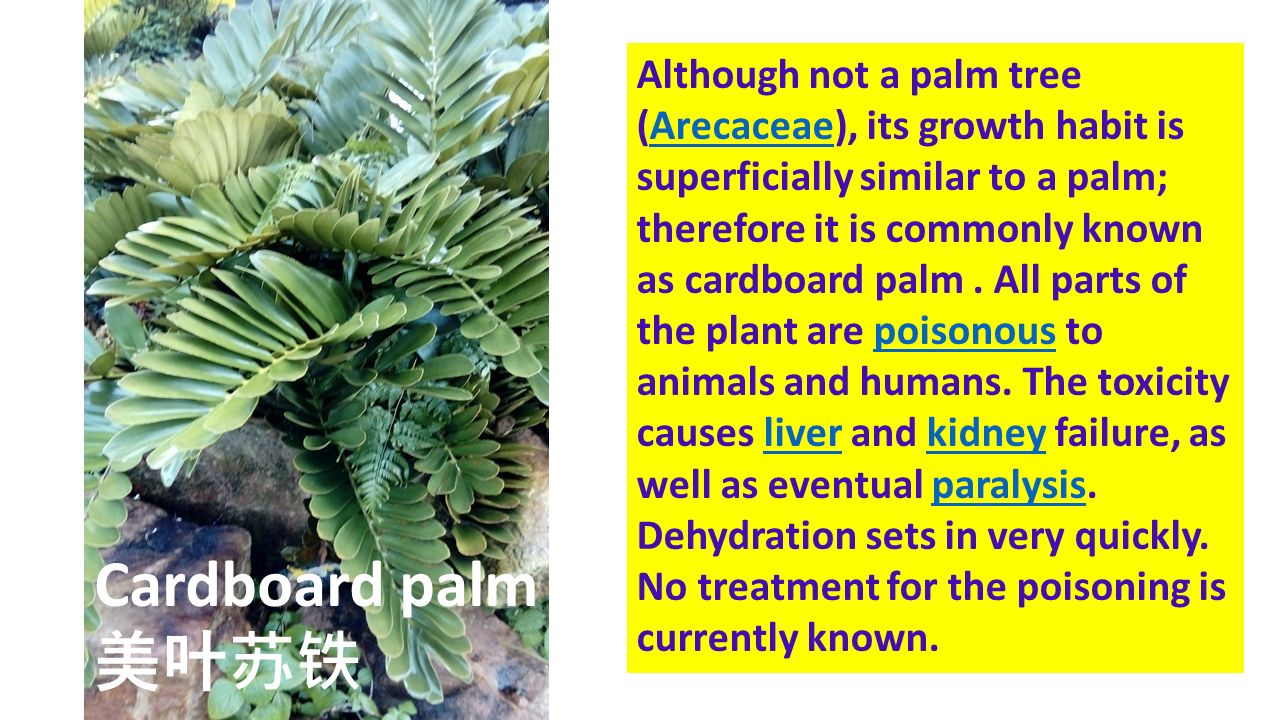 Cardboard palm
美叶苏铁
Although not a palm tree
(Arecaceae), its growth habit is
superficially similar to a palm;
therefore it is commonly known
as cardboard palm . All parts of
the plant are poisonous to
animals and humans. The toxicity
causes liver and kidney failure, as
well as eventual paralysis.
Dehydration sets in very quickly.
No treatment for the poisoning is
currently known.